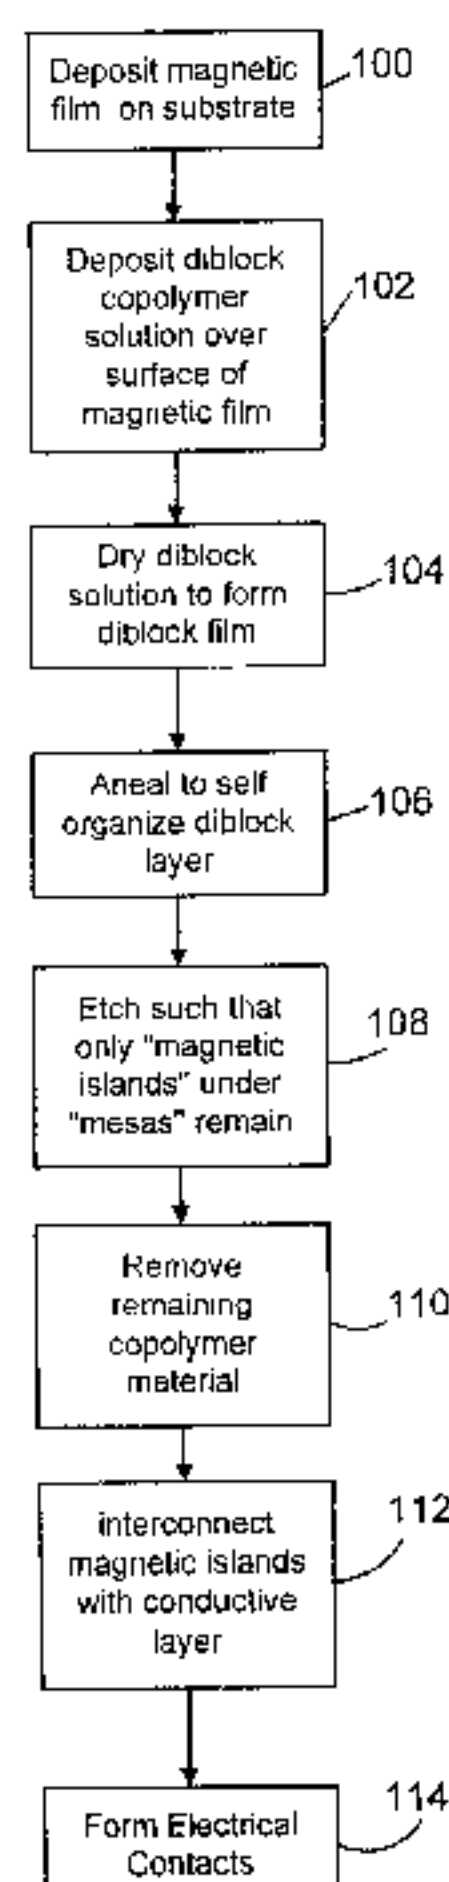 Deposit magnetic
film on substrate
100
Deposit diblock
copolymer
solution over
surface of
magnetic film
102
Dry diblock
solution to form
diblock film
104
Aneal to self
organize diblock
layer
106
Etch such that
only "magnetic
islands" under
"mesas" remain
108
Remove
remaining
copolymer
material
110
interconnect
magnetic islands
with conductive
layer
112
Form Electrical
Contacts
114